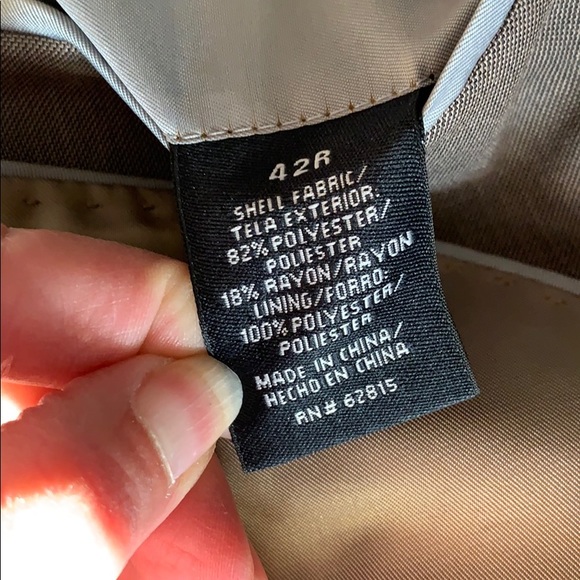 42R
SHELL FABRIC/
TELA EXTERIOR:
82% POLYESTER/
POLIESTER
18% RAYON/RAYON
LINING/FORRO:
100% POLYESTER/
POLIESTER
MADE IN CHINA/
HECHO EN CHINA
RN# 62815